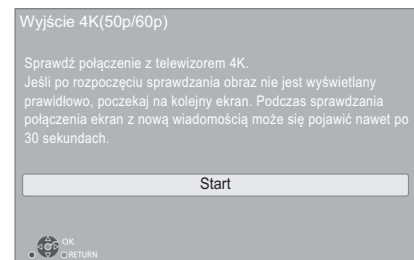 Wyjście 4K(50p/60p)
Sprawdź połączenie z telewizorem 4K.
Jeśli po rozpoczęciu sprawdzania obraz nie jest wyświetlany
prawidłowo, poczekaj na kolejny ekran. Podczas sprawdzania
połączenia ekran z nową wiadomością może się pojawić nawet po
30 sekundach.
Start
OK
RETURN